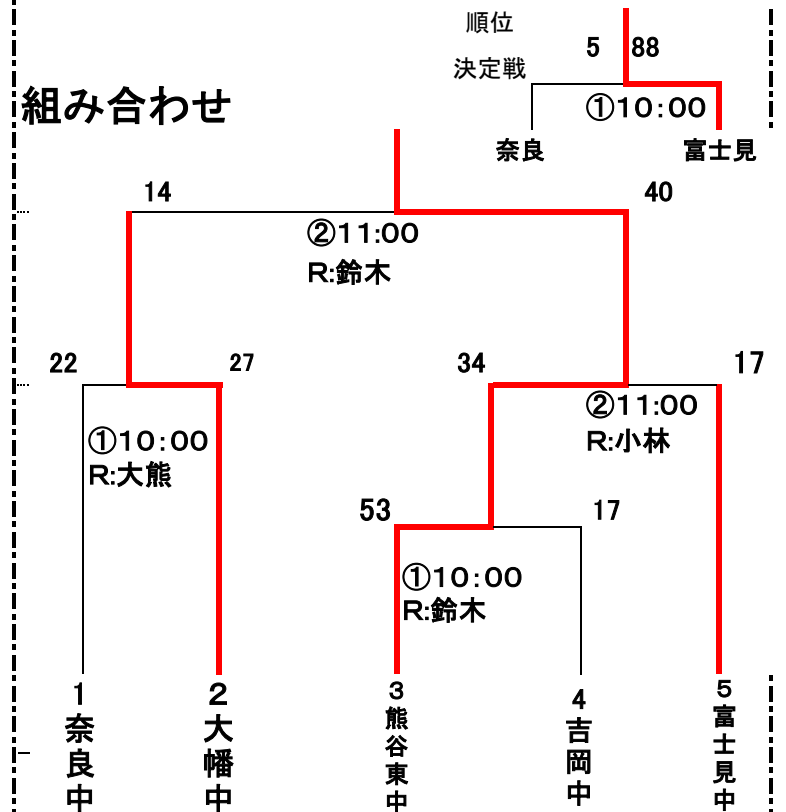 順位
決定戦
5 88
組み合わせ
①10:00
奈良
富士見
14
40
②11:00
R:鈴木
22
27
34
17
①10:00
R:大熊
②11:00
R:小林
53
17
①10:00
R:鈴木
1 奈良中
2 大幡中
3 熊谷東中
4 吉岡中
5 富士見中